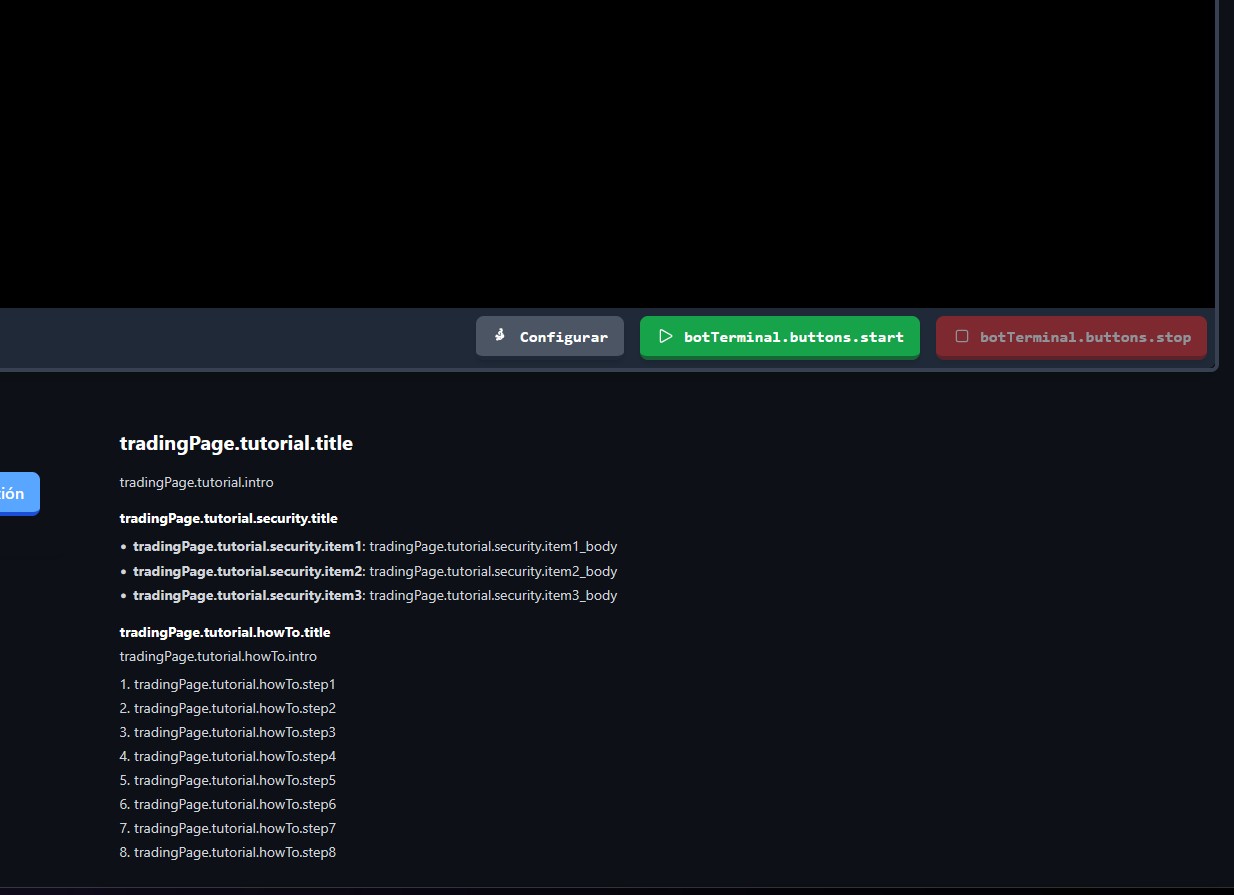 Configurar
botTerminal.buttons.start
botTerminal.buttons.stop
tradingPage.tutorial.title
ión
tradingPage.tutorial.intro
tradingPage.tutorial.security.title
• tradingPage.tutorial.security.item1: tradingPage.tutorial.security.item1_body
• tradingPage.tutorial.security.item2: tradingPage.tutorial.security.item2_body
• tradingPage.tutorial.security.item3: tradingPage.tutorial.security.item3_body
tradingPage.tutorial.howTo.title
tradingPage.tutorial.howTo.intro
1. tradingPage.tutorial.howTo.step1
2. tradingPage.tutorial.howTo.step2
3. tradingPage.tutorial.howTo.step3
4. tradingPage.tutorial.howTo.step4
5. tradingPage.tutorial.howTo.step5
6. tradingPage.tutorial.howTo.step6
7. tradingPage.tutorial.howTo.step7
8. tradingPage.tutorial.howTo.step8